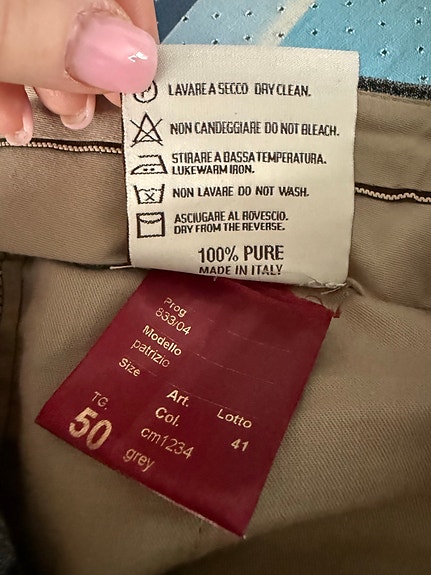 LAVARE A SECCO DRY CLEAN.
NON CANDEGGIARE DO NOT BLEACH.
STIRARE A BASSA TEMPERATURA.
LUKEWARM IRON.
NON LAVARE DO NOT WASH.
ASCIUGARE AL ROVESCIO.
DRY FROM THE REVERSE.
100% PURE
MADE IN ITALY
Prog
833/04
Modello
patrizio
Size
TG.
50
Art.
Col.
cm1234
grey
Lotto
41